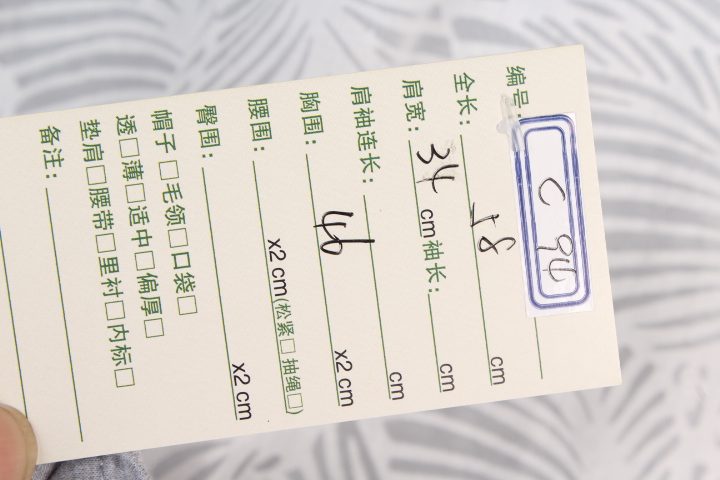 编号: C 94
全长: 58 cm
肩宽: 34 cm 袖长: cm
肩袖连长: cm
胸围: 46 x2 cm
腰围: x2 cm(松紧□ 抽绳□)
臀围: x2 cm
帽子□毛领□口袋□
透□薄□适中□偏厚□
垫肩□腰带□里衬□内标□
备注: